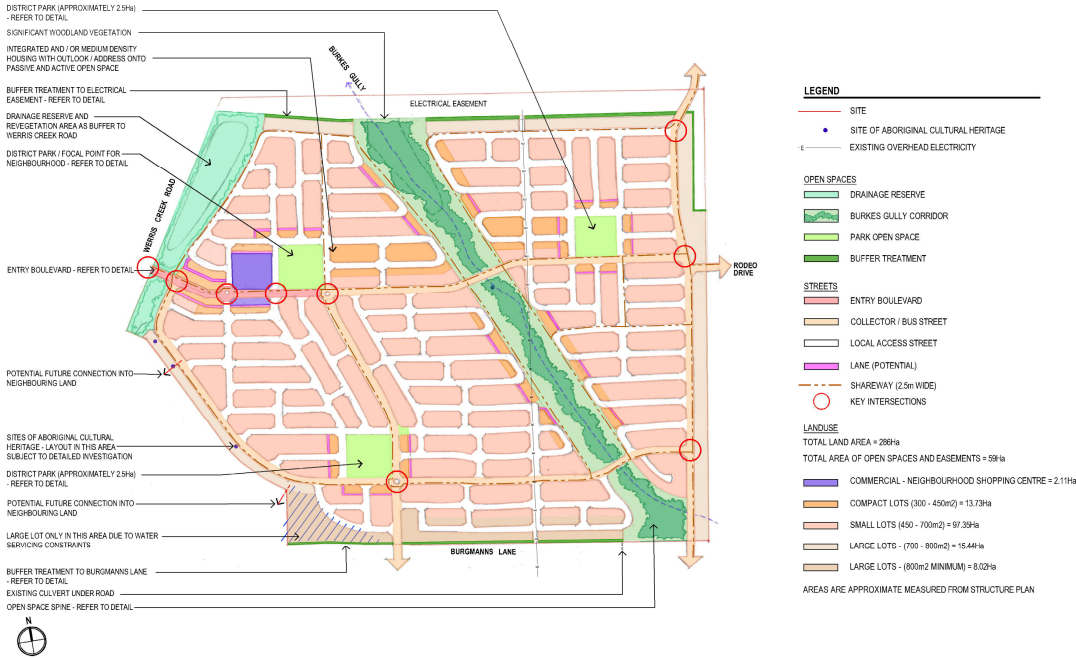 DISTRICT PARK (APPROXIMATELY 2.5Ha)
- REFER TO DETAIL
SIGNIFICANT WOODLAND VEGETATION
INTEGRATED AND / OR MEDIUM DENSITY
HOUSING WITH OUTLOOK / ADDRESS ONTO
PASSIVE AND ACTIVE OPEN SPACE
BUFFER TREATMENT TO ELECTRICAL
EASEMENT - REFER TO DETAIL
DRAINAGE RESERVE AND
REVEGETATION AREA AS BUFFER TO
WERRIS CREEK ROAD
DISTRICT PARK / FOCAL POINT FOR
NEIGHBOURHOOD - REFER TO DETAIL
ENTRY BOULEVARD - REFER TO DETAIL
POTENTIAL FUTURE CONNECTION INTO
NEIGHBOURING LAND
SITES OF ABORIGINAL CULTURAL
HERITAGE - LAYOUT IN THIS AREA
SUBJECT TO DETAILED INVESTIGATION
DISTRICT PARK (APPROXIMATELY 2.5Ha)
- REFER TO DETAIL
POTENTIAL FUTURE CONNECTION INTO
NEIGHBOURING LAND
LARGE LOT ONLY IN THIS AREA DUE TO WATER
SERVICING CONSTRAINTS
BUFFER TREATMENT TO BURGMANNS LANE
- REFER TO DETAIL
EXISTING CULVERT UNDER ROAD
OPEN SPACE SPINE - REFER TO DETAIL
N
BURKES GULLY
ELECTRICAL EASEMENT
WERRIS CREEK ROAD
RODEO
DRIVE
BURGMANNS LANE
LEGEND
SITE
SITE OF ABORIGINAL CULTURAL HERITAGE
E
EXISTING OVERHEAD ELECTRICITY
OPEN SPACES
DRAINAGE RESERVE
BURKES GULLY CORRIDOR
PARK OPEN SPACE
BUFFER TREATMENT
STREETS
ENTRY BOULEVARD
COLLECTOR / BUS STREET
LOCAL ACCESS STREET
LANE (POTENTIAL)
SHAREWAY (2.5m WIDE)
KEY INTERSECTIONS
LANDUSE
TOTAL LAND AREA = 286Ha
TOTAL AREA OF OPEN SPACES AND EASEMENTS = 59Ha
COMMERCIAL - NEIGHBOURHOOD SHOPPING CENTRE = 2.11Ha
COMPACT LOTS (300 - 450m2) = 13.73Ha
SMALL LOTS (450 - 700m2) = 97.35Ha
LARGE LOTS - (700 - 800m2) = 15.44Ha
LARGE LOTS - (800m2 MINIMUM) = 8.02Ha
AREAS ARE APPROXIMATE MEASURED FROM STRUCTURE PLAN